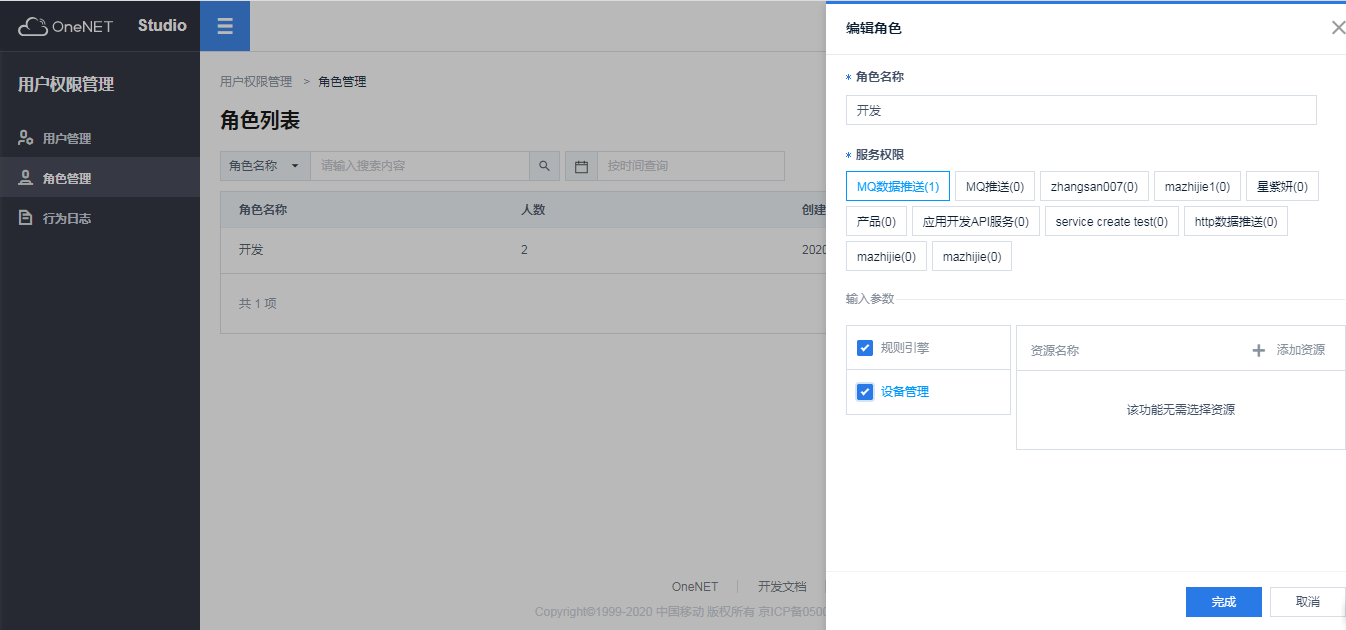 OneNET Studio
用户权限管理
用户管理
角色管理
行为日志
用户权限管理 > 角色管理
角色列表
角色名称 请输入搜索内容 按时间查询
角色名称 人数 创建
开发 2 2020
共 1 项
OneNET 开发文档
Copyright©1999-2020 中国移动 版权所有 京ICP备0500
编辑角色
* 角色名称
开发
* 服务权限
MQ数据推送(1) MQ推送(0) zhangsan007(0) mazhijie1(0) 星紫妍(0)
产品(0) 应用开发API服务(0) service create test(0) http数据推送(0)
mazhijie(0) mazhijie(0)
输入参数
规则引擎
设备管理
资源名称 添加资源
该功能无需选择资源
完成 取消